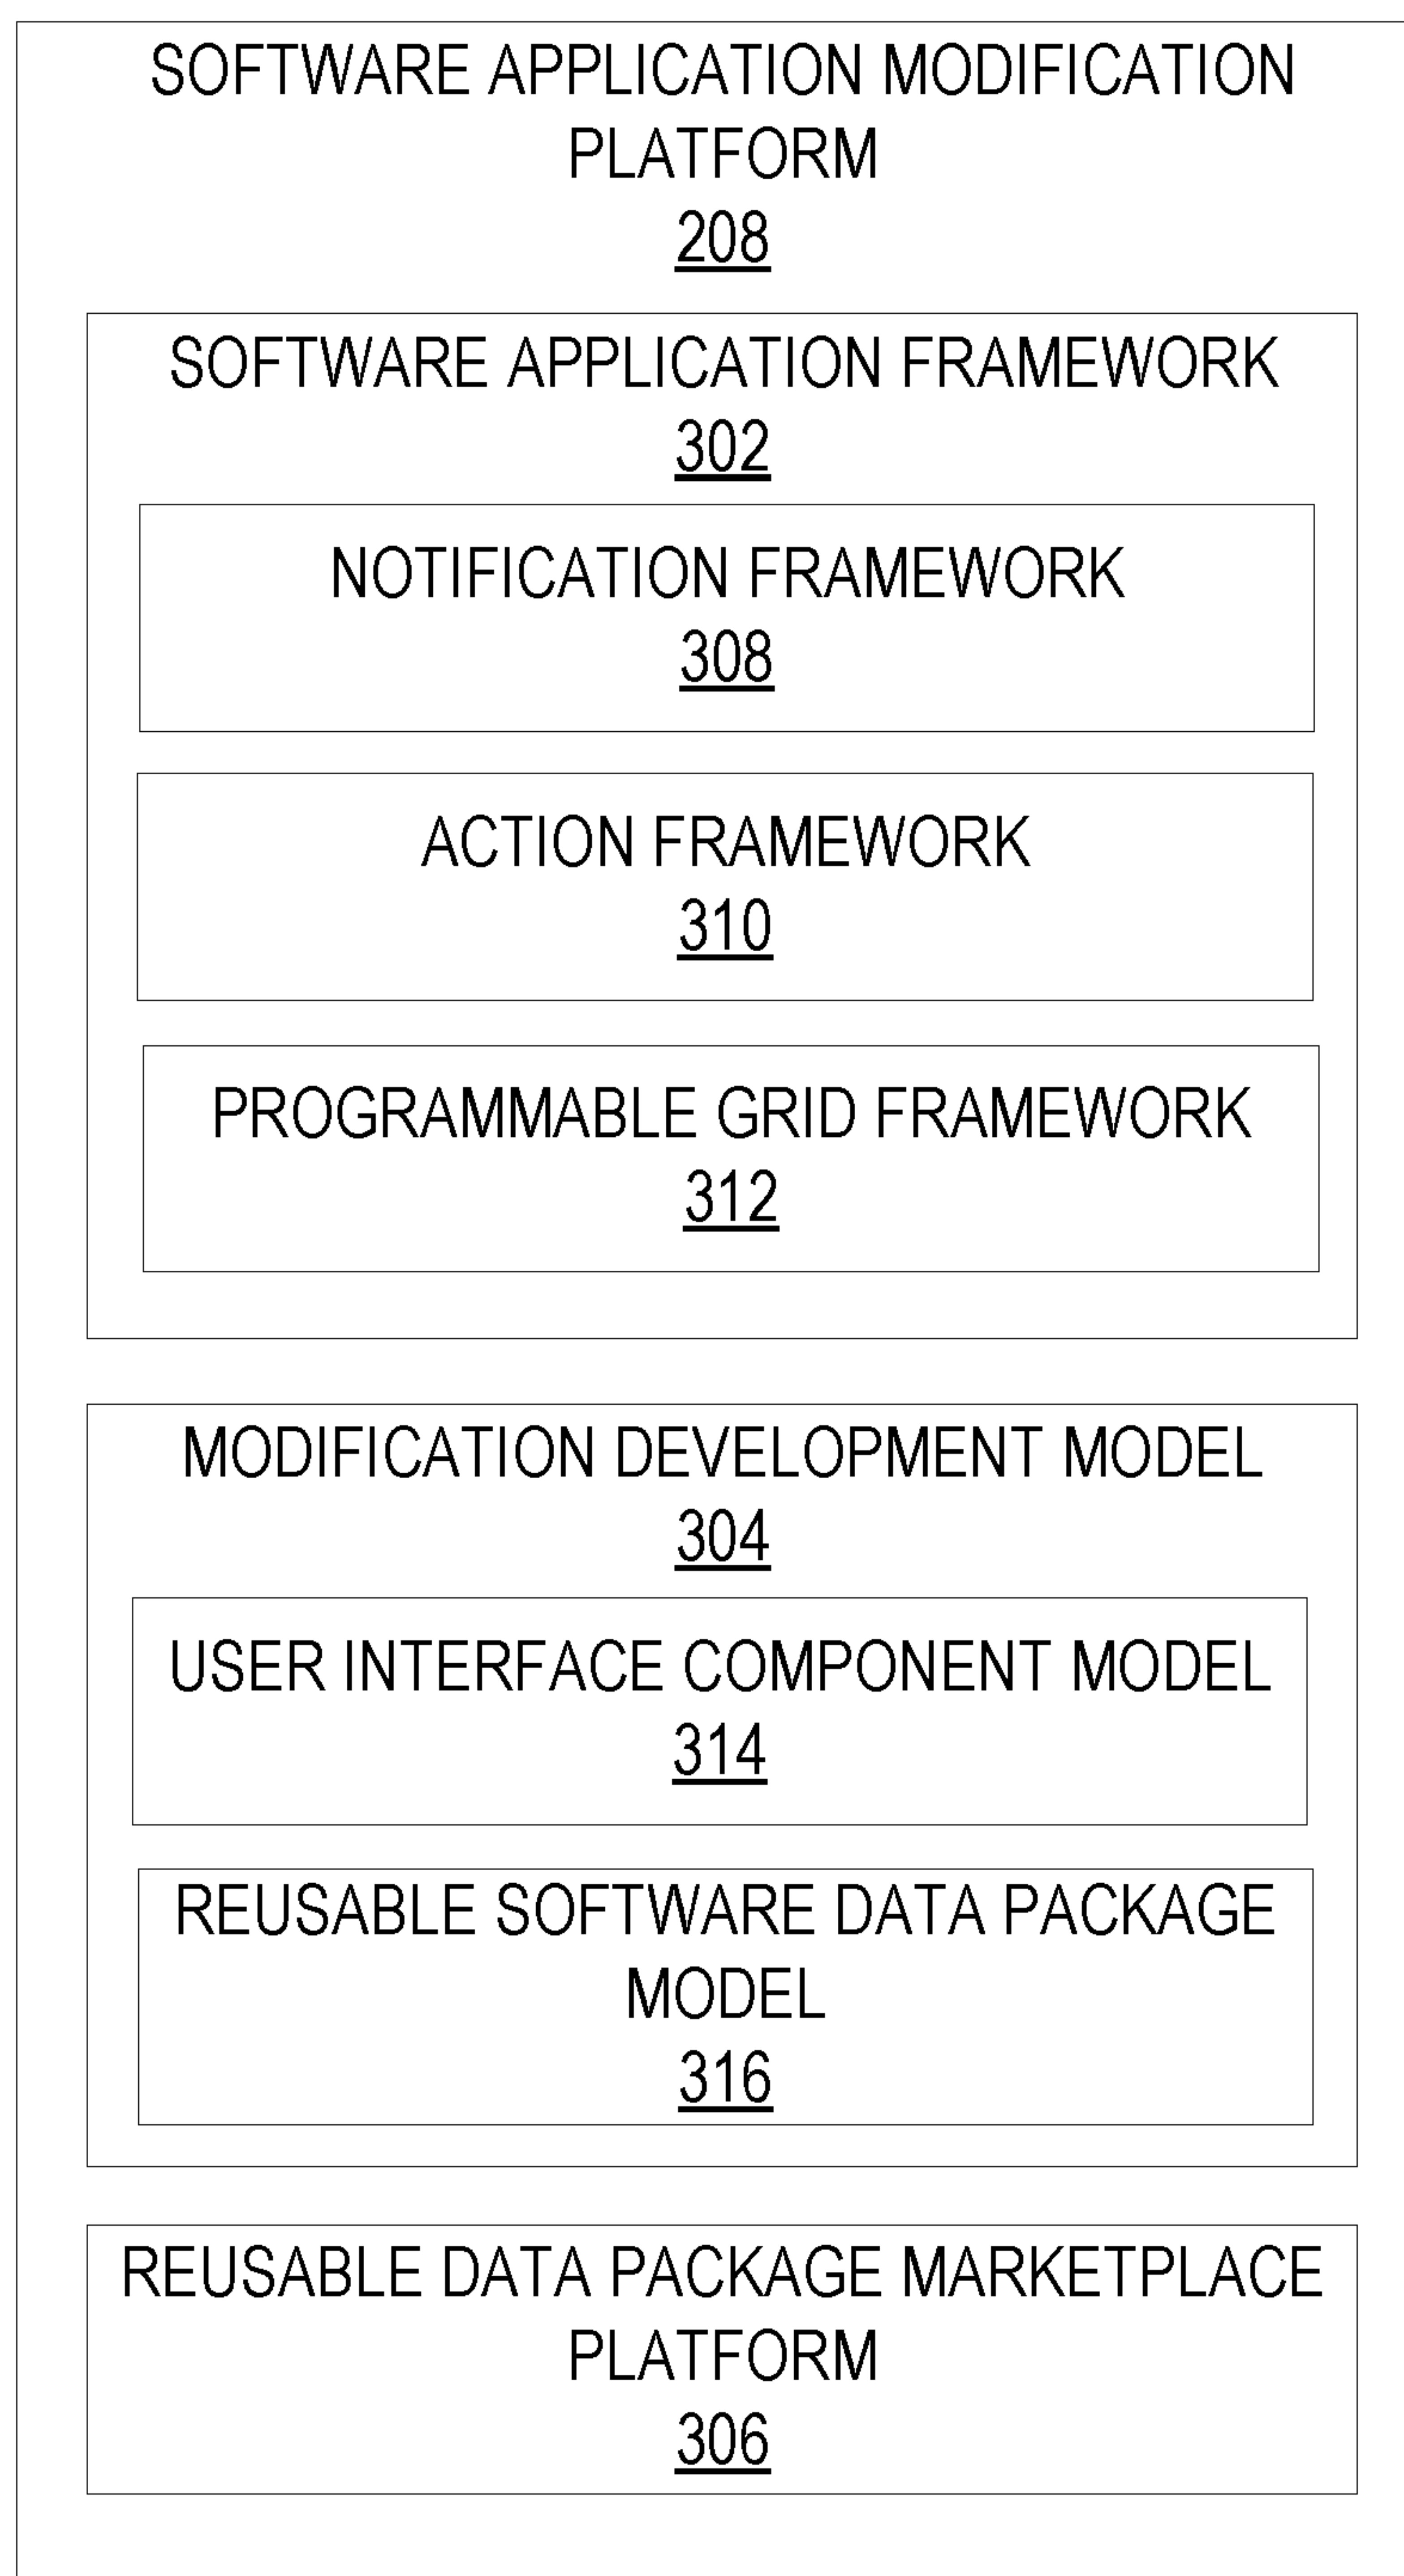 SOFTWARE APPLICATION MODIFICATION
PLATFORM
208
SOFTWARE APPLICATION FRAMEWORK
302
NOTIFICATION FRAMEWORK
308
ACTION FRAMEWORK
310
PROGRAMMABLE GRID FRAMEWORK
312
MODIFICATION DEVELOPMENT MODEL
304
USER INTERFACE COMPONENT MODEL
314
REUSABLE SOFTWARE DATA PACKAGE
MODEL
316
REUSABLE DATA PACKAGE MARKETPLACE
PLATFORM
306